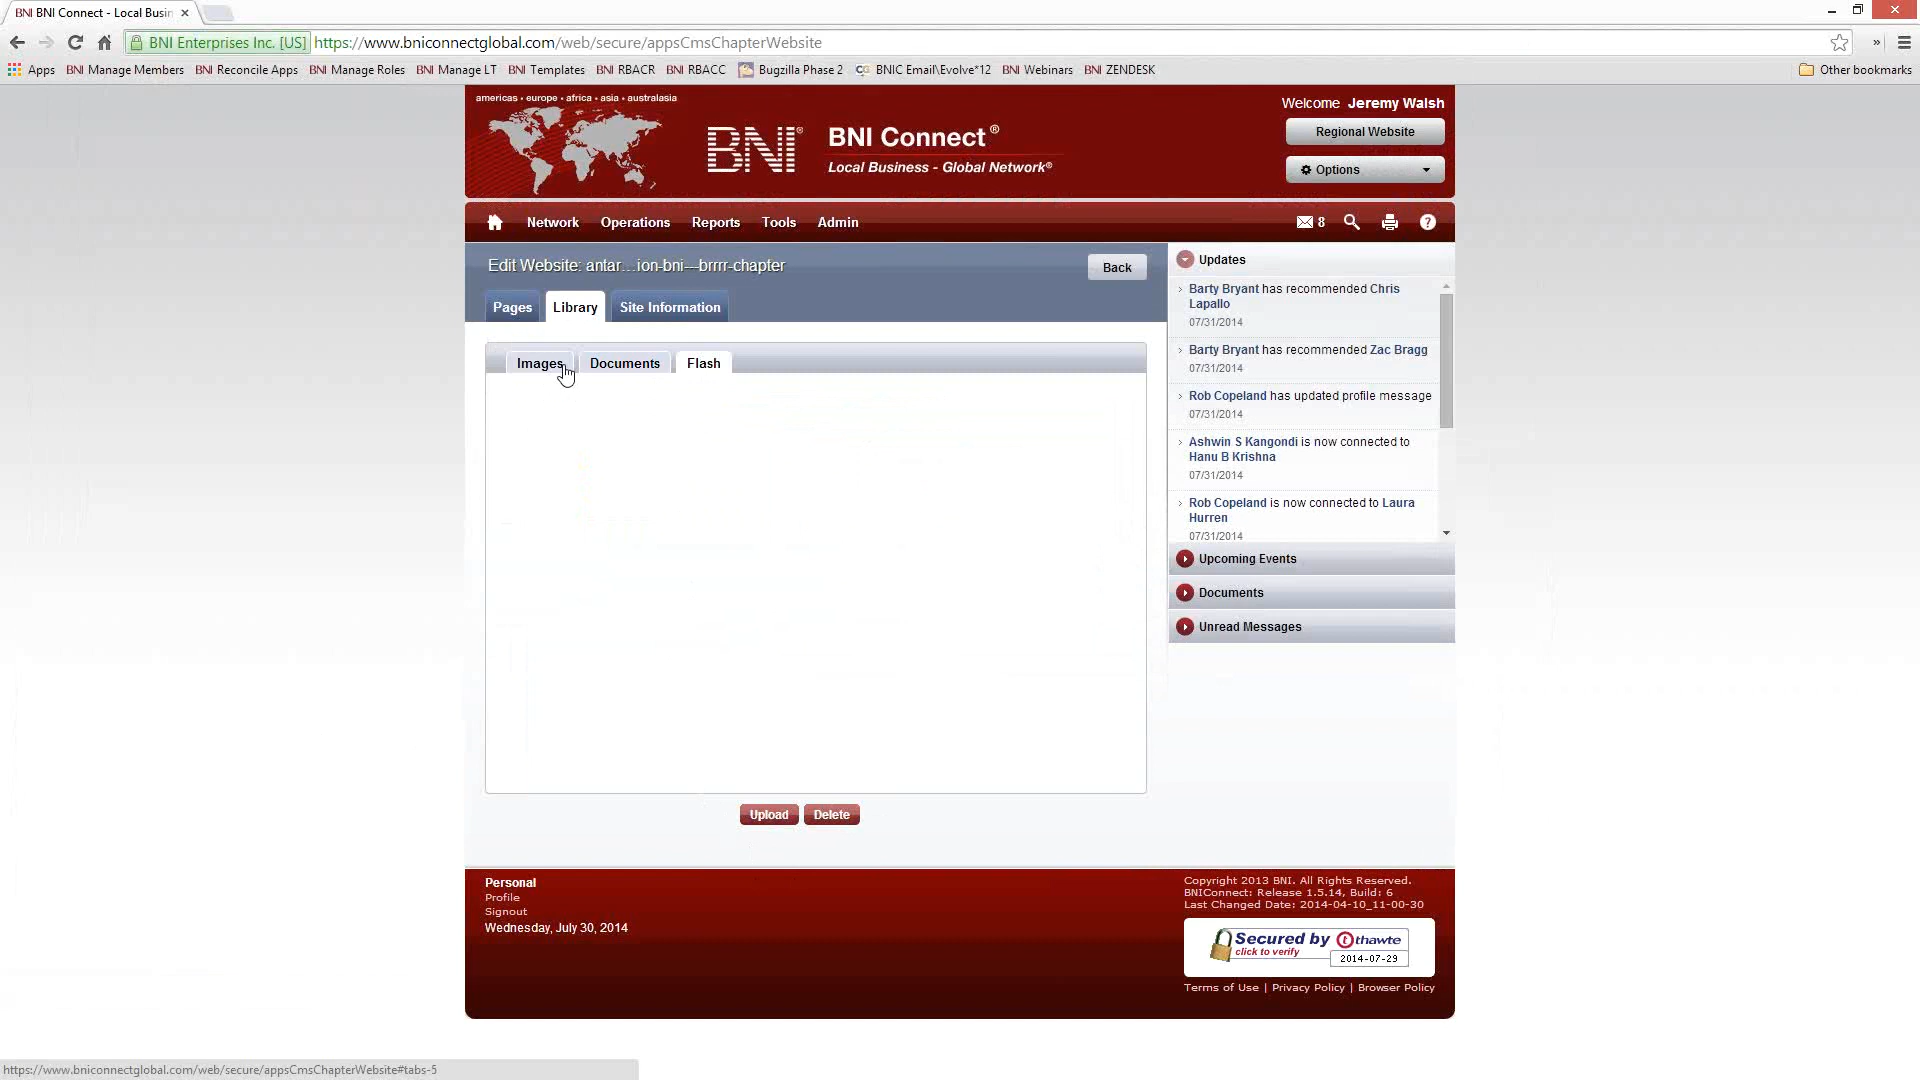 BNI BNI Connect - Local Busin
BNI Enterprises Inc. [US] https://www.bniconnectglobal.com/web/secure/appsCmsChapterWebsite
Apps BNI Manage Members BNI Reconcile Apps BNI Manage Roles BNI Manage LT BNI Templates BNI RBACR BNI RBACC Bugzilla Phase 2 BNIC Email\Evolve*12 BNI Webinars BNI ZENDESK Other bookmarks
americas • europe • africa • asia • australasia
Welcome Jeremy Walsh
BNI® BNI Connect®
Local Business - Global Network®
Regional Website
Options
Network Operations Reports Tools Admin 8
Edit Website: antar...ion-bni---brrrr-chapter
Back
Pages Library Site Information
Images Documents Flash
Upload Delete
Updates
Barty Bryant has recommended Chris
Lapallo
07/31/2014
Barty Bryant has recommended Zac Bragg
07/31/2014
Rob Copeland has updated profile message
07/31/2014
Ashwin S Kangondi is now connected to
Hanu B Krishna
07/31/2014
Rob Copeland is now connected to Laura
Hurren
07/31/2014
Upcoming Events
Documents
Unread Messages
Personal
Profile
Signout
Wednesday, July 30, 2014
Copyright 2013 BNI. All Rights Reserved.
BNIConnect: Release 1.5.14, Build: 6
Last Changed Date: 2014-04-10_11-00-30
Secured by thawte
click to verify
2014-07-29
Terms of Use | Privacy Policy | Browser Policy
https://www.bniconnectglobal.com/web/secure/appsCmsChapterWebsite#tabs-5